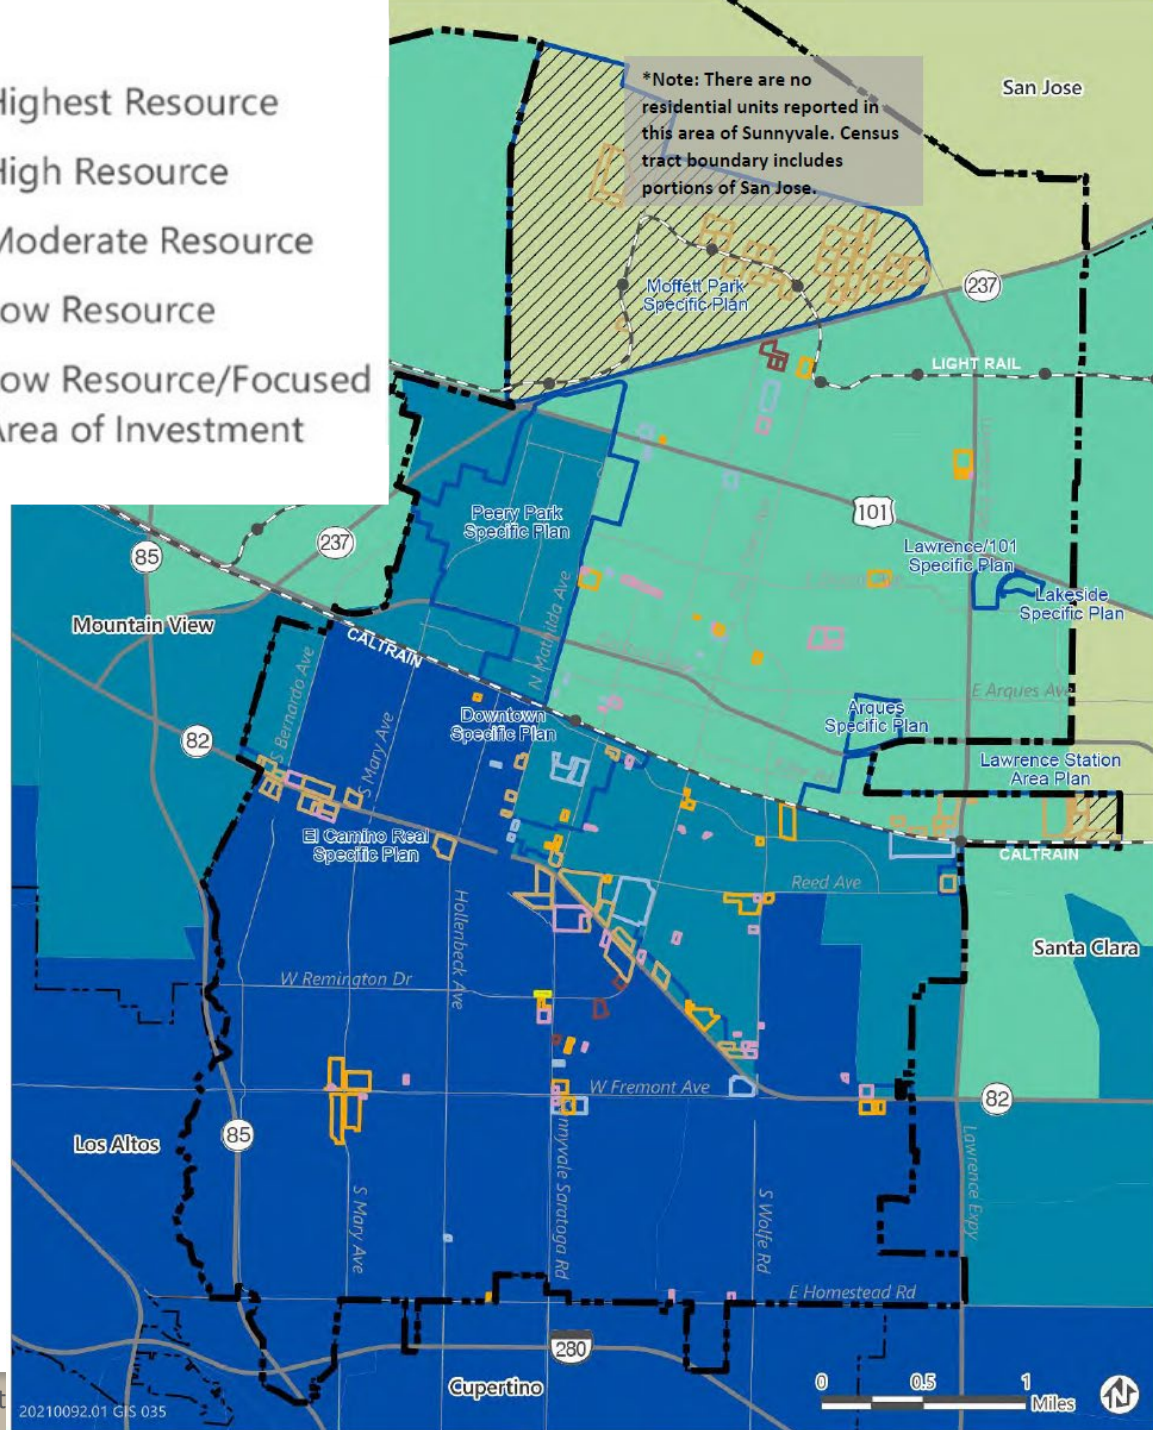 Highest Resource
High Resource
Moderate Resource
Low Resource
Low Resource/Focused
Area of Investment
*Note: There are no
residential units reported in
this area of Sunnyvale. Census
tract boundary includes
portions of San Jose.
San Jose
237
Moffett Park
Specific Plan
LIGHT RAIL
101
Peery Park
Specific Plan
237
85
Lawrence/101
Specific Plan
Lakeside
Specific Plan
Mountain View
CALTRAIN
N Mathilda Ave
S Bernardo Ave
E Arques Ave
82
S Mary Ave
Downtown
Specific Plan
Arques
Specific Plan
Lawrence Station
Area Plan
El Camino Real
Specific Plan
CALTRAIN
Reed Ave
Hollenbeck Ave
Santa Clara
W Remington Dr
W Fremont Ave
82
Los Altos
85
S Mary Ave
nnyvale Saratoga Rd
S Wolfe Rd
Lawrence Expy
E Homestead Rd
280
Cupertino
0 0.5 1
Miles
N
20210092.01 GIS 035